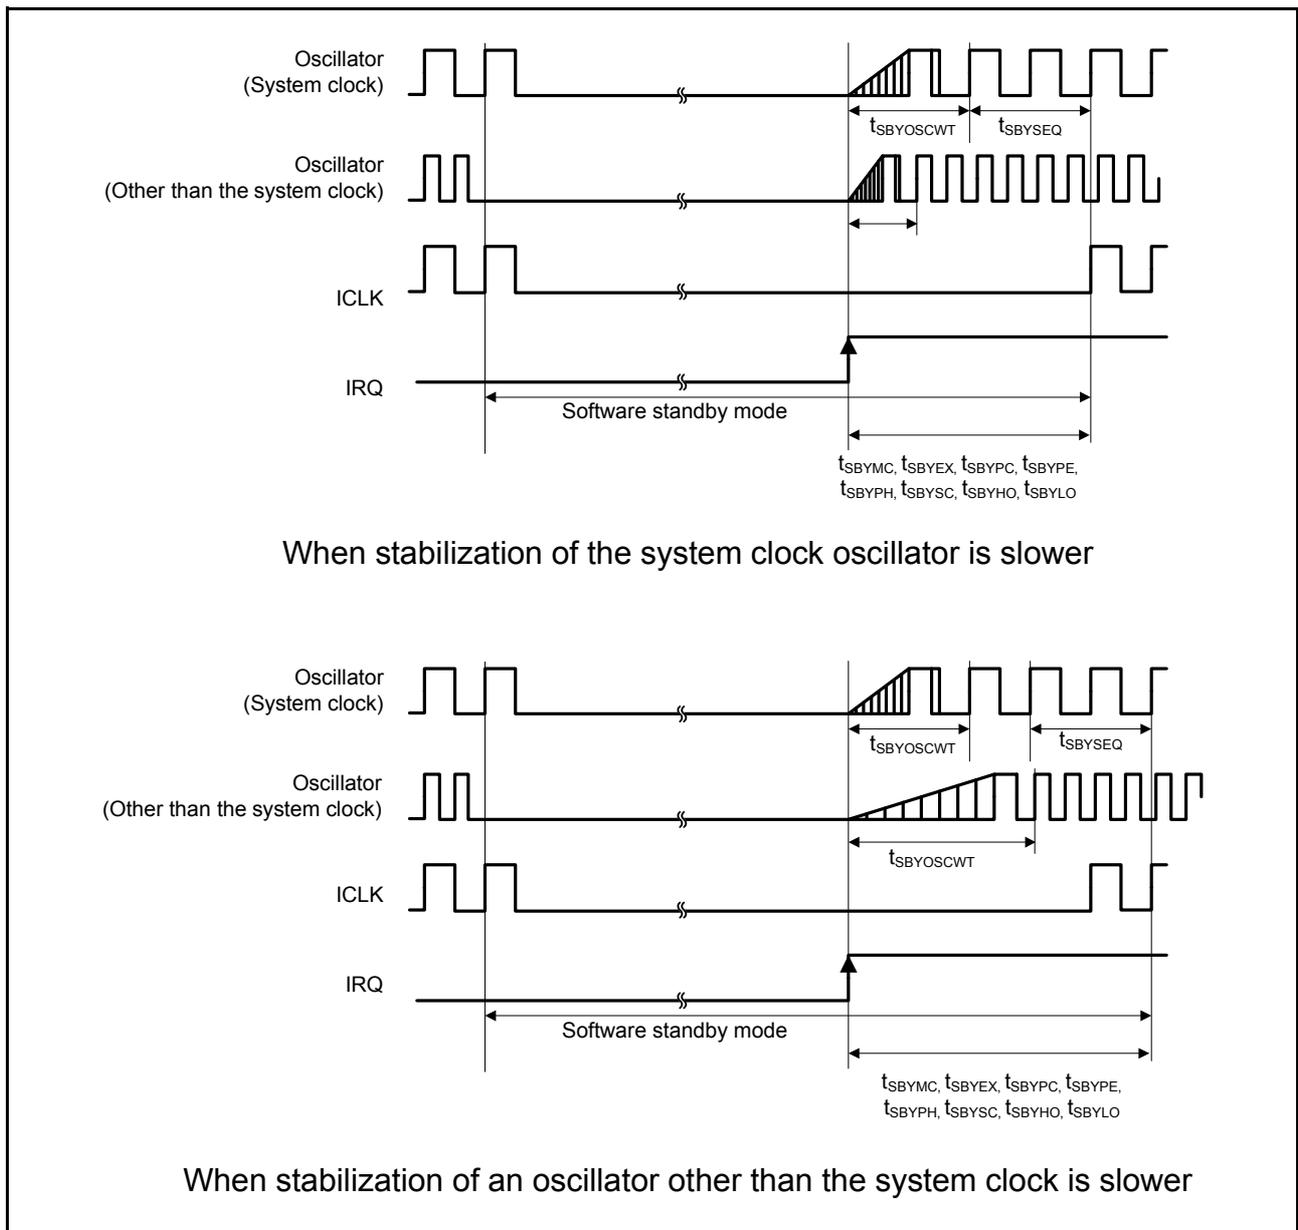 Oscillator
(System clock)
tSBYOSCWT
tSBYSEQ
Oscillator
(Other than the system clock)
ICLK
IRQ
Software standby mode
tSBYMC, tSBYEX, tSBYPC, tSBYPE,
tSBYPH, tSBYSC, tSBYHO, tSBYLO
When stabilization of the system clock oscillator is slower
Oscillator
(System clock)
tSBYOSCWT
tSBYSEQ
Oscillator
(Other than the system clock)
tSBYOSCWT
ICLK
IRQ
Software standby mode
tSBYMC, tSBYEX, tSBYPC, tSBYPE,
tSBYPH, tSBYSC, tSBYHO, tSBYLO
When stabilization of an oscillator other than the system clock is slower